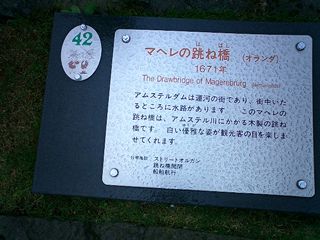 42
は ばし
マヘレの跳ね橋 (オランダ)
1671年
The Drawbridge of Magerebrurg (Netherlands)
アムステルダムは運河の街であり、街中いた
るところに水路があります。 このマヘレの
跳ね橋は、アムステル川にかかる木製の跳ね
橋です。 白い優雅な姿が観光客の目を楽しま
せてくれます。
ストリートオルガン
跳ね橋開閉
船舶航行